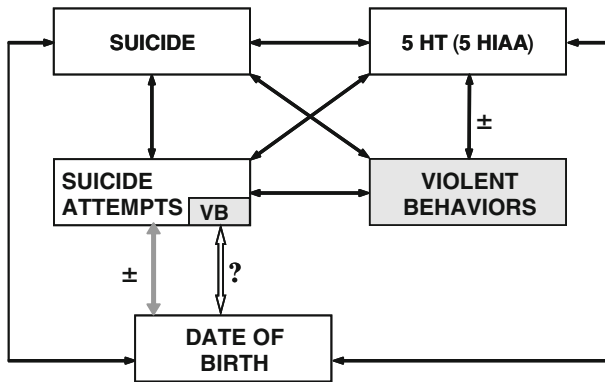 SUICIDE
5 HT (5 HIAA)
±
SUICIDE
ATTEMPTS
VB
VIOLENT
BEHAVIORS
±
?
DATE OF
BIRTH